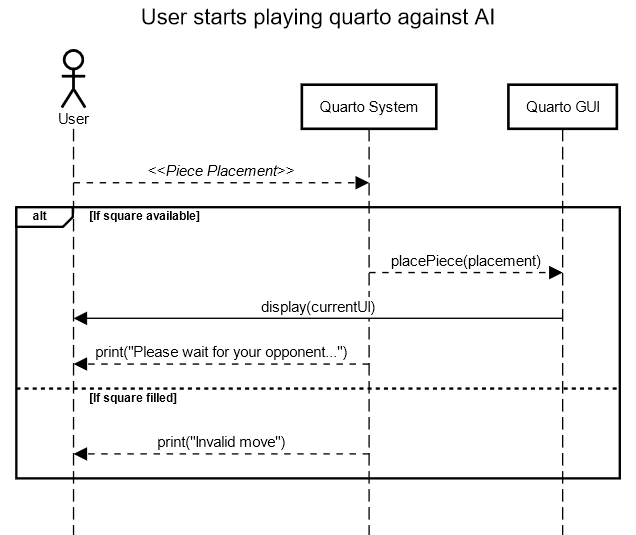 User starts playing quarto against AI
User
Quarto System
Quarto GUI
<<Piece Placement>>
alt
[If square available]
placePiece(placement)
display(currentUI)
print("Please wait for your opponent...")
[If square filled]
print("Invalid move")